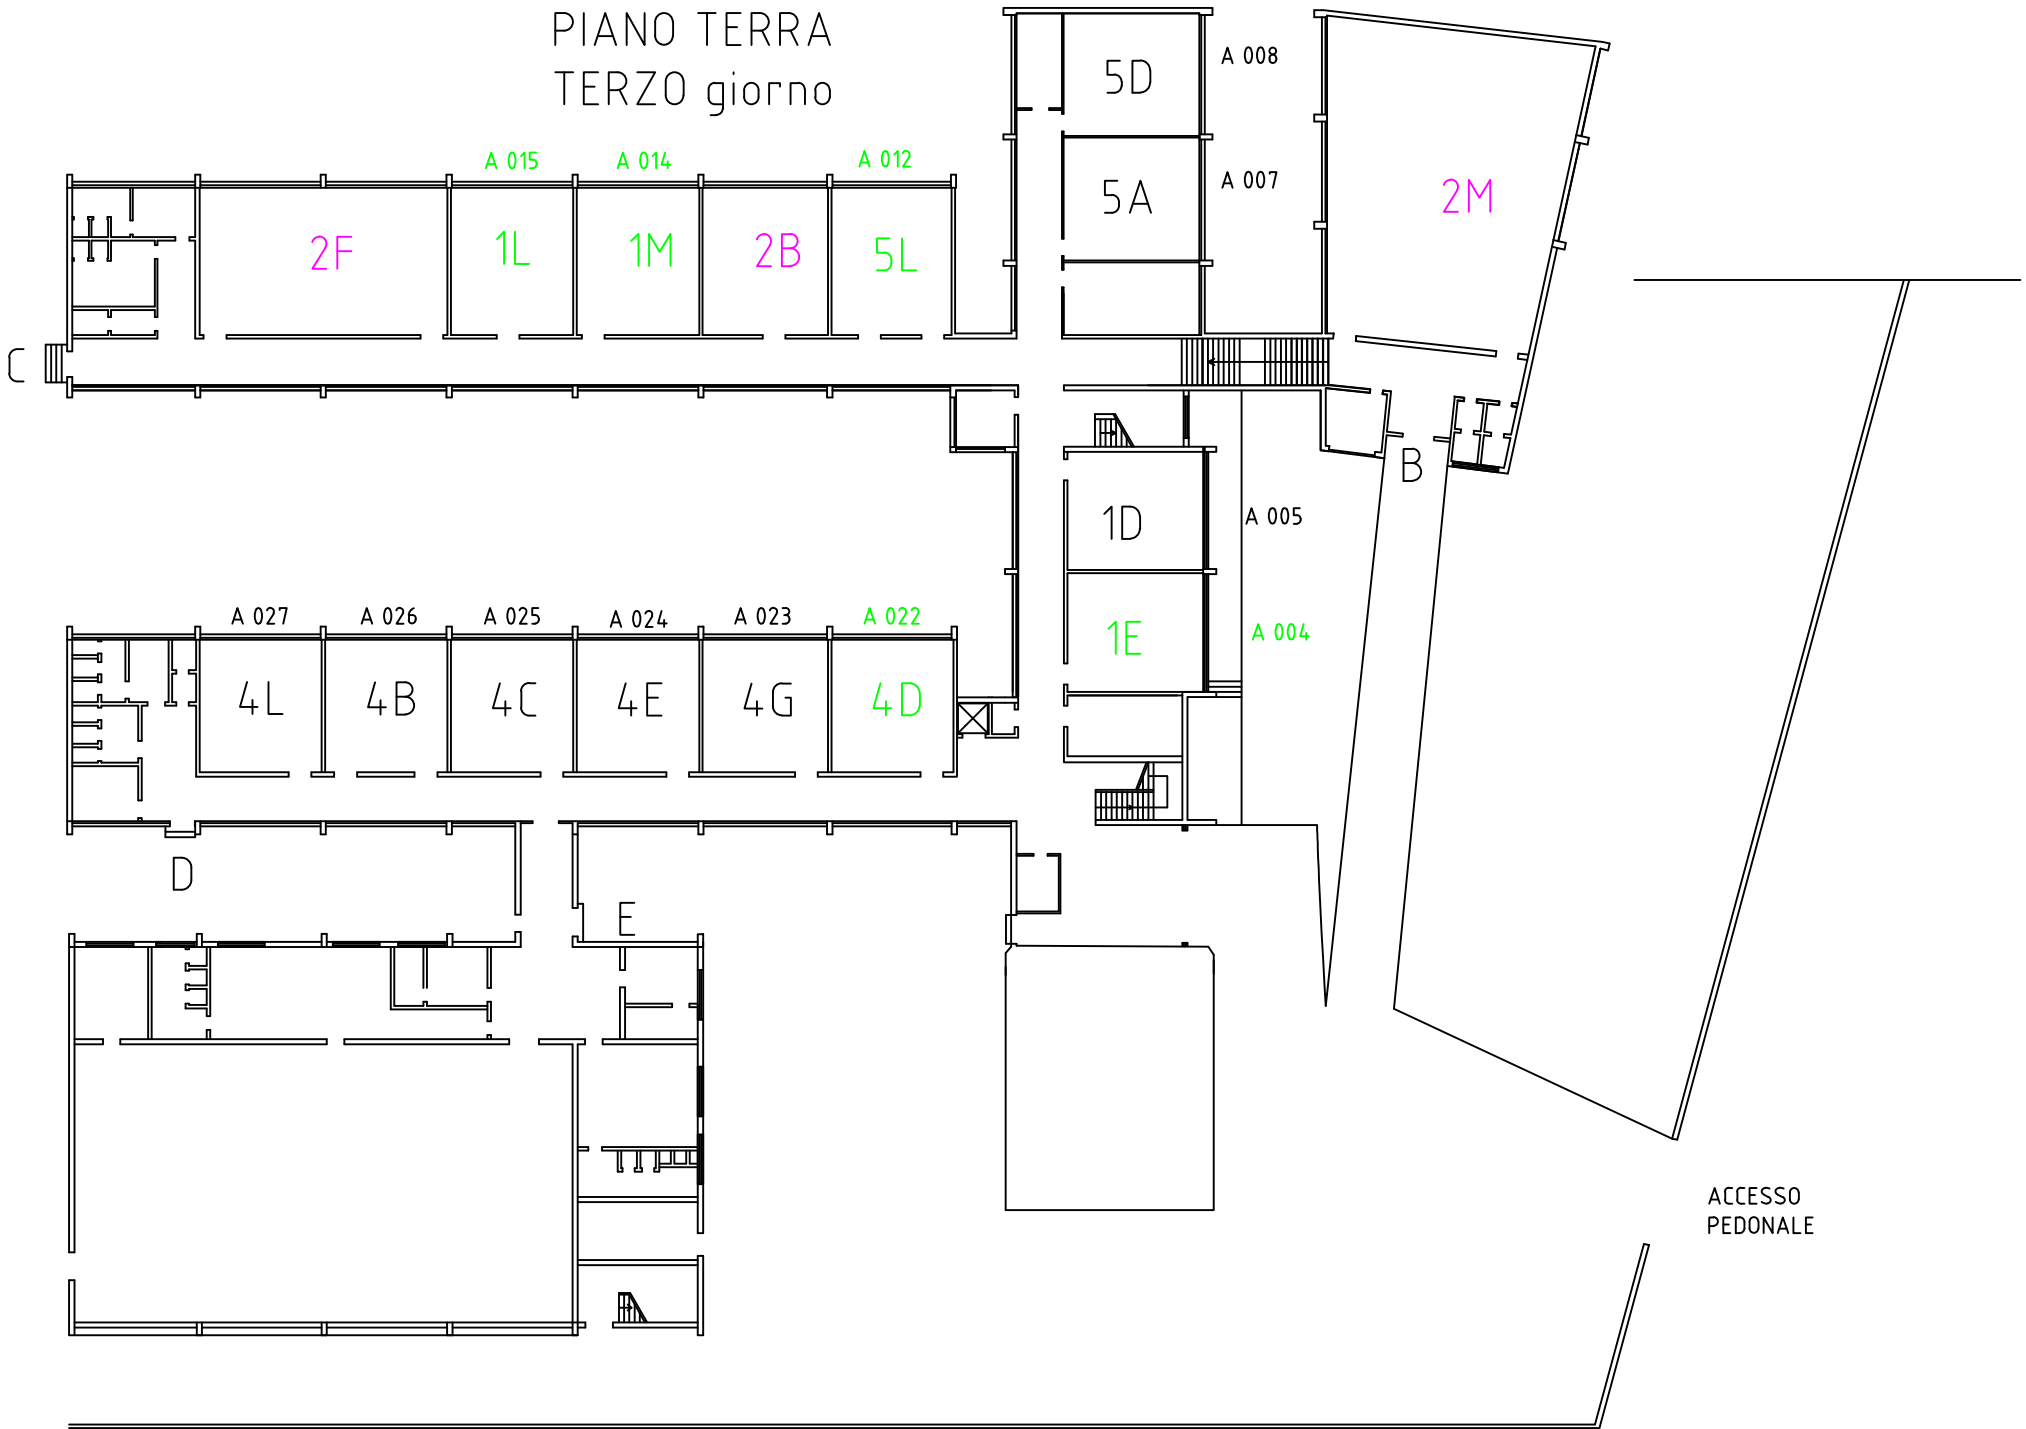 PIANO TERRA
TERZO giorno
A 008
5D
A 015
A 014
A 012
5A
A 007
2M
2F
1L
1M
2B
5L
C
B
1D
A 005
A 027
A 026
A 025
A 024
A 023
A 022
1E
A 004
4L
4B
4C
4E
4G
4D
D
E
ACCESSO
PEDONALE